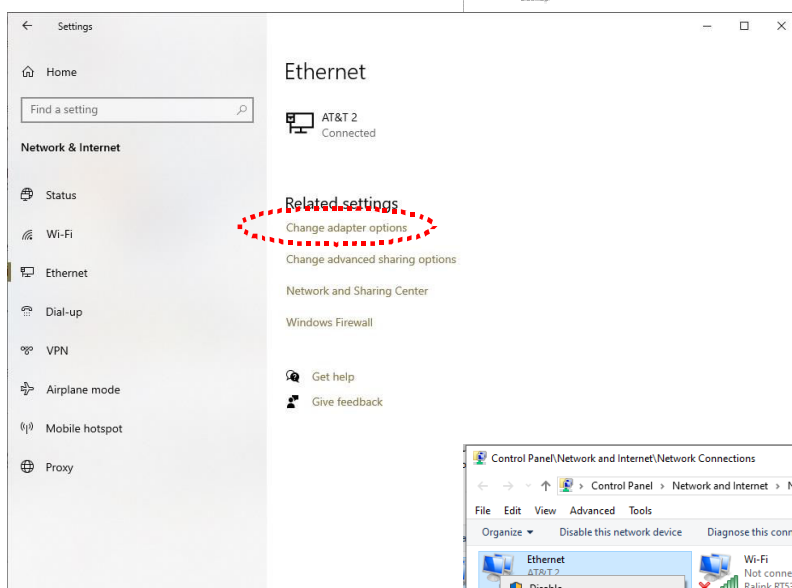 Settings
Home
Find a setting
Network & Internet
Status
Wi-Fi
Ethernet
Dial-up
VPN
Airplane mode
Mobile hotspot
Proxy
Ethernet
AT&T 2
Connected
Related settings
Change adapter options
Change advanced sharing options
Network and Sharing Center
Windows Firewall
Get help
Give feedback
Control Panel\Network and Internet\Network Connections
Control Panel > Network and Internet > N
File Edit View Advanced Tools
Organize Disable this network device Diagnose this conn
Ethernet
AT&T 2
Disable
Wi-Fi
Not conne
Ralink RT53